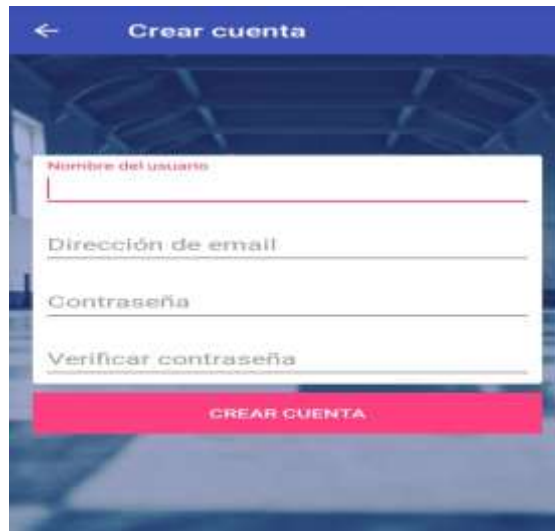 Crear cuenta
Nombre del usuario
Dirección de email
Contraseña
Verificar contraseña
CREAR CUENTA